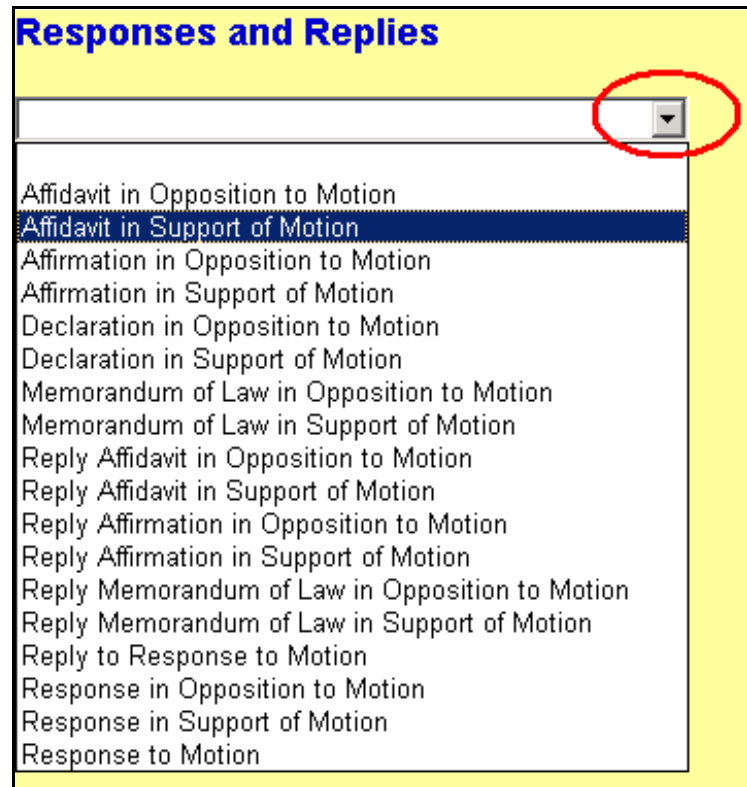 Responses and Replies
Affidavit in Opposition to Motion
Affidavit in Support of Motion
Affirmation in Opposition to Motion
Affirmation in Support of Motion
Declaration in Opposition to Motion
Declaration in Support of Motion
Memorandum of Law in Opposition to Motion
Memorandum of Law in Support of Motion
Reply Affidavit in Opposition to Motion
Reply Affidavit in Support of Motion
Reply Affirmation in Opposition to Motion
Reply Affirmation in Support of Motion
Reply Memorandum of Law in Opposition to Motion
Reply Memorandum of Law in Support of Motion
Reply to Response to Motion
Response in Opposition to Motion
Response in Support of Motion
Response to Motion